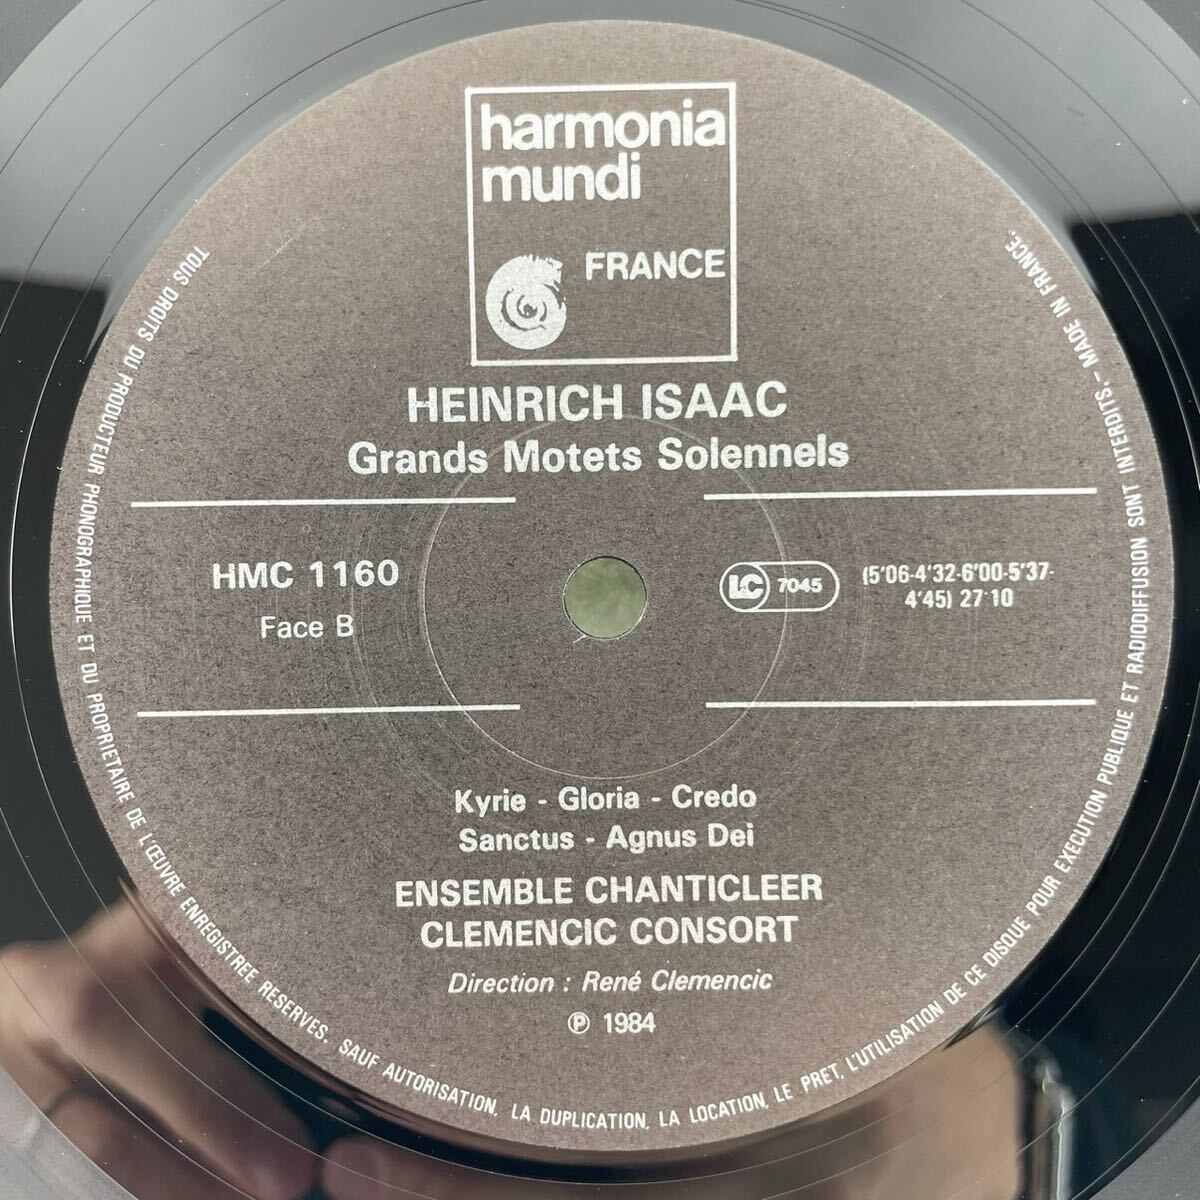 harmonia
mundi
FRANCE
HEINRICH ISAAC
Grands Motets Solennels
HMC 1160
Face B
LC 7045
(5'06-4'32-6'00-5'37-
4'45) 27'10
Kyrie - Gloria - Credo
Sanctus - Agnus Dei
ENSEMBLE CHANTICLEER
CLEMENCIC CONSORT
Direction : René Clemencic
℗ 1984
TOUS DROITS DU PRODUCTEUR PHONOGRAPHIQUE ET DU PROPRIETAIRE DE L'ŒUVRE ENREGISTREE RESERVES. SAUF AUTORISATION, LA DUPLICATION, LA LOCATION, LE PRET, L'UTILISATION DE CE DISQUE POUR EXECUTION PUBLIQUE ET RADIODIFFUSION SONT INTERDITS.- MADE IN FRANCE.